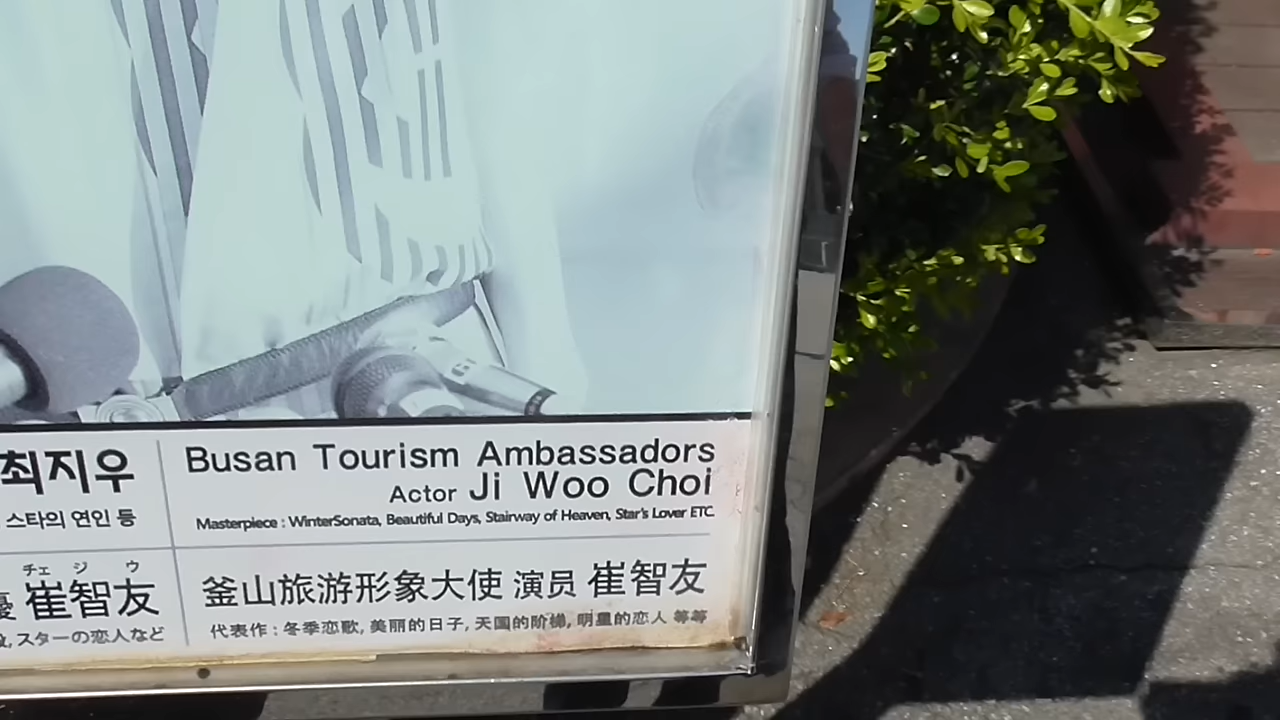 최지우
스타의 연인 등
Busan Tourism Ambassadors
Actor Ji Woo Choi
Masterpiece : WinterSonata, Beautiful Days, Stairway of Heaven, Star's Lover ETC.
チェ ジ ウ
優 崔智友
スターの恋人など
釜山旅游形象大使 演员 崔智友
代表作 : 冬季恋歌, 美丽的日子, 天国的阶梯, 明星的恋人 等等